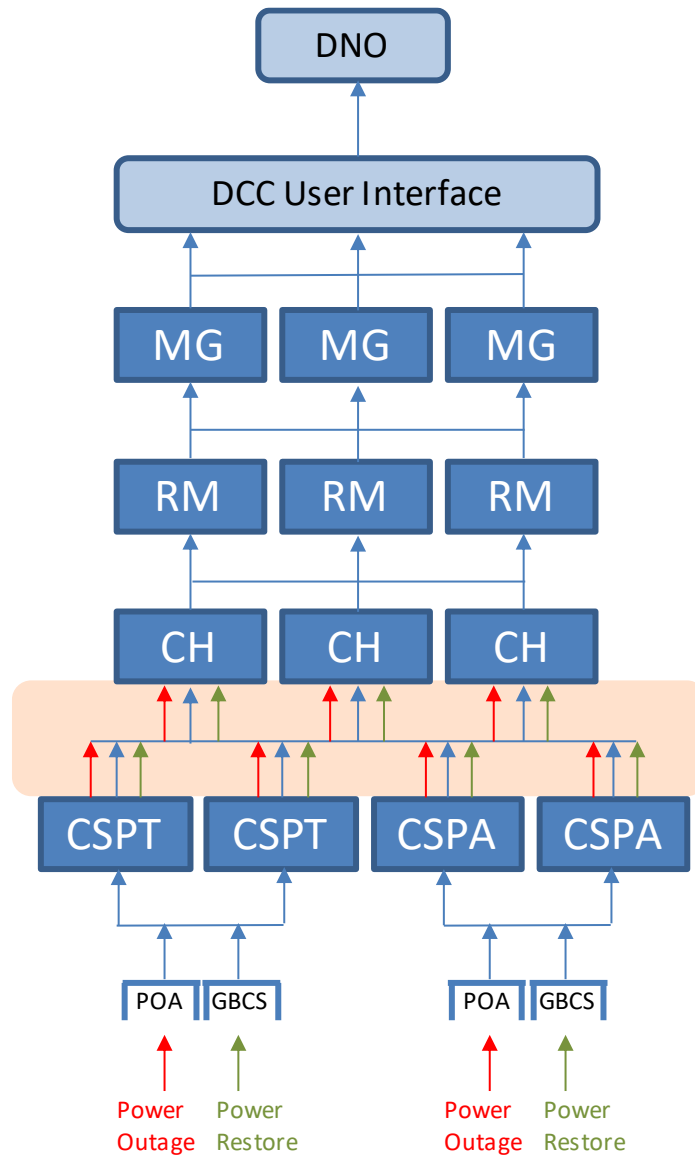 DNO
DCC User Interface
MG MG MG
RM RM RM
CH CH CH
CSPT CSPT CSPA CSPA
POA GBCS POA GBCS
Power Power Power Power
Outage Restore Outage Restore